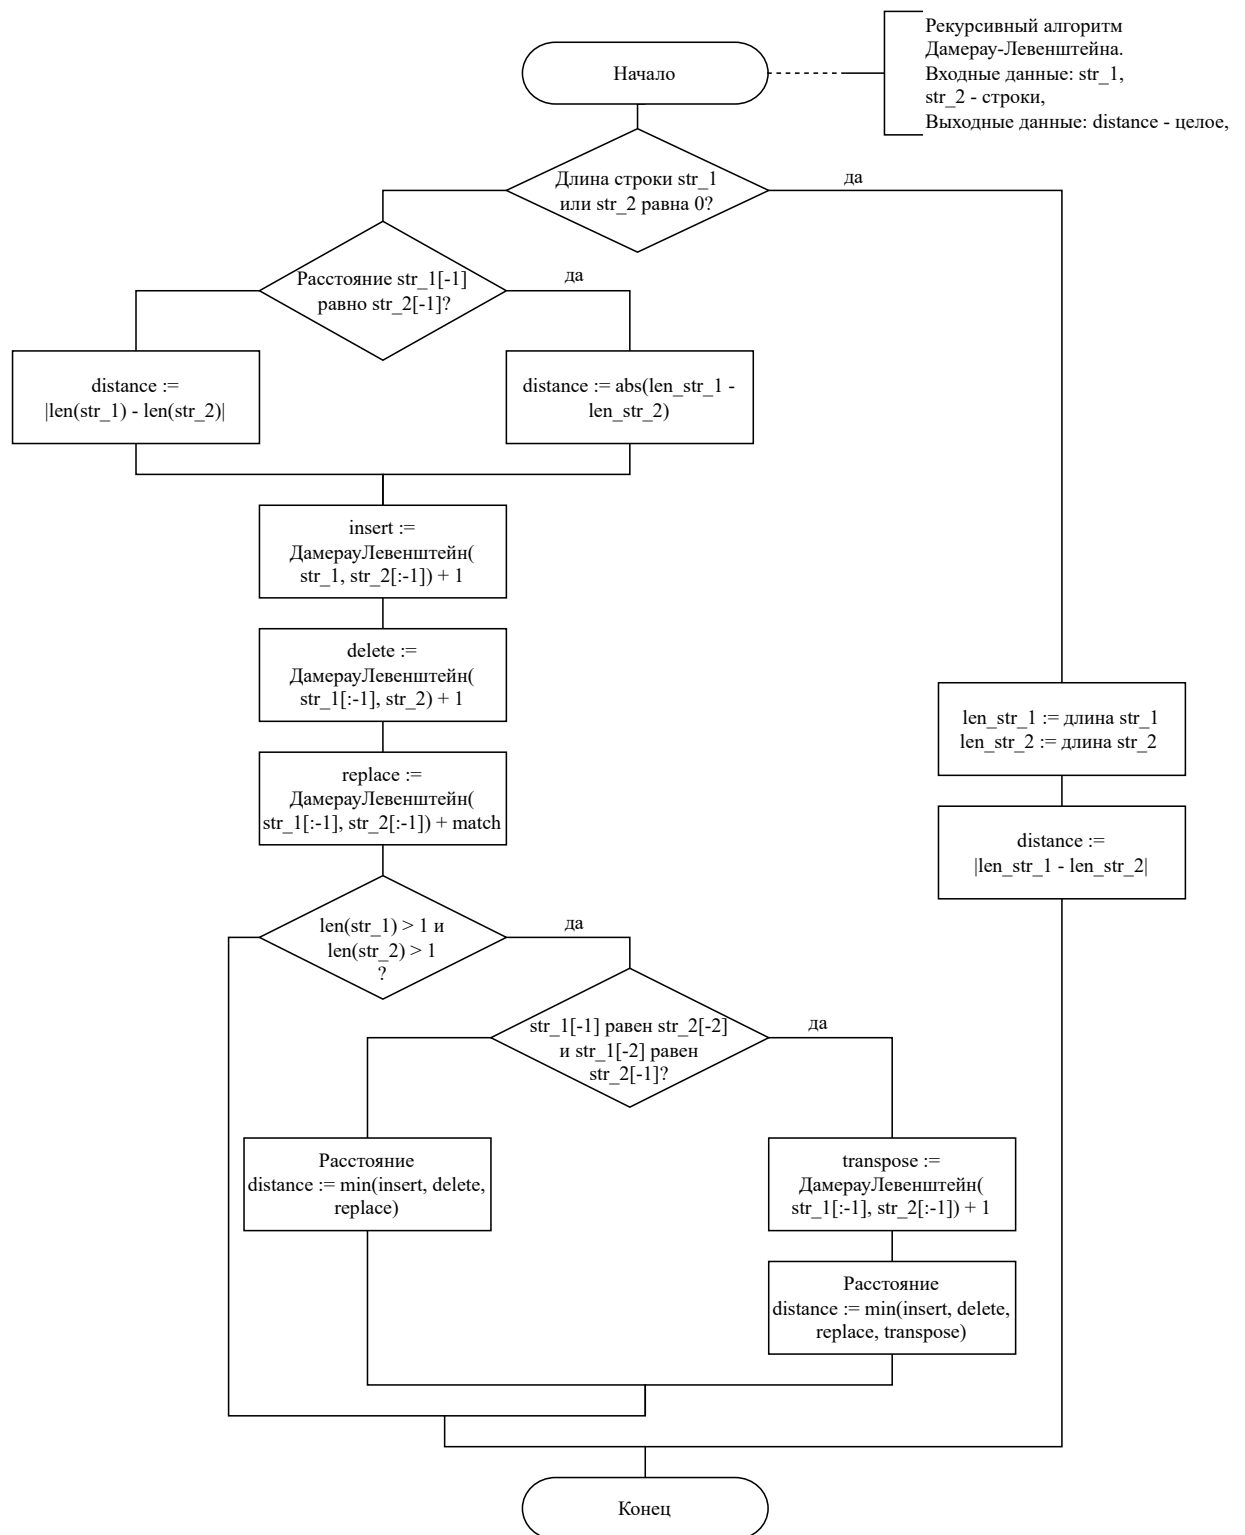 Начало
Рекурсивный алгоритм
Дамерау-Левенштейна.
Входные данные: str_1,
str_2 - строки,
Выходные данные: distance - целое,
Длина строки str_1
или str_2 равна 0?
да
Расстояние str_1[-1]
равно str_2[-1]?
да
distance :=
|len(str_1) - len(str_2)|
distance := abs(len_str_1 -
len_str_2)
insert :=
ДамерауЛевенштейн(
str_1, str_2[:-1]) + 1
delete :=
ДамерауЛевенштейн(
str_1[:-1], str_2) + 1
replace :=
ДамерауЛевенштейн(
str_1[:-1], str_2[:-1]) + match
len_str_1 := длина str_1
len_str_2 := длина str_2
distance :=
|len_str_1 - len_str_2|
len(str_1) > 1 и
len(str_2) > 1
?
да
str_1[-1] равен str_2[-2]
и str_1[-2] равен
str_2[-1]?
да
Расстояние
distance := min(insert, delete,
replace)
transpose :=
ДамерауЛевенштейн(
str_1[:-1], str_2[:-1]) + 1
Расстояние
distance := min(insert, delete,
replace, transpose)
Конец